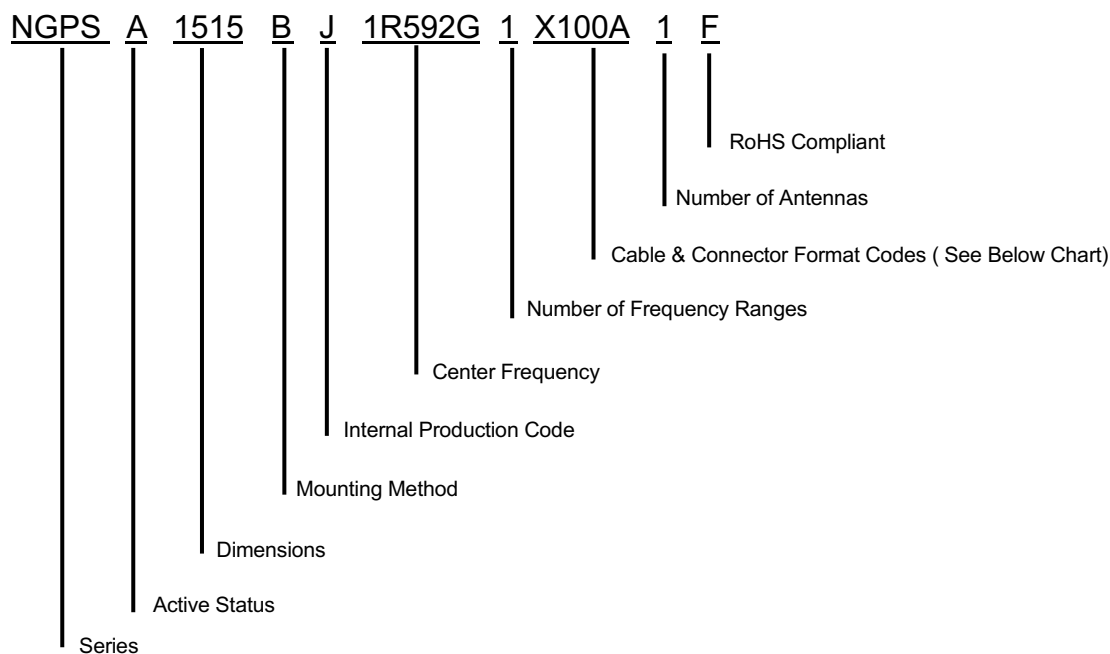 NGPS A 1515 B J 1R592G 1 X100A 1 F
RoHS Compliant
Number of Antennas
Cable & Connector Format Codes ( See Below Chart)
Number of Frequency Ranges
Center Frequency
Internal Production Code
Mounting Method
Dimensions
Active Status
Series